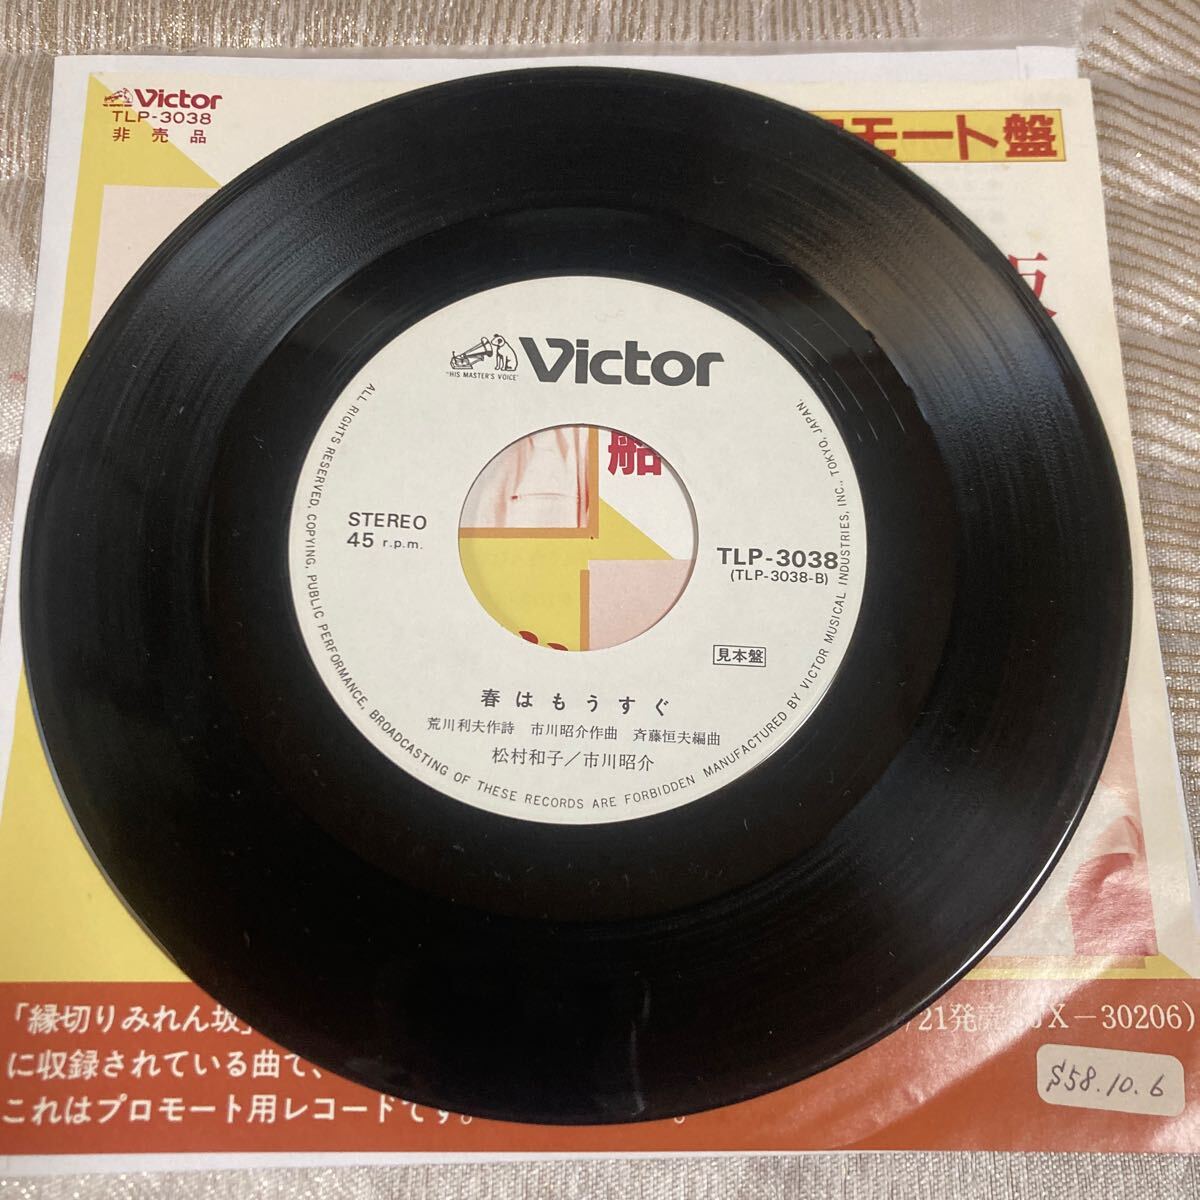 Victor
TLP-3038
非売品
モート盤
坂
"HIS MASTER'S VOICE"
Victor
船
STEREO
45 r.p.m.
TLP-3038
(TLP-3038-B)
見本盤
春はもうすぐ
荒川利夫作詩 市川昭介作曲 斉藤恒夫編曲
松村和子／市川昭介
ALL RIGHTS RESERVED. COPYING, PUBLIC PERFORMANCE, BROADCASTING OF THESE RECORDS ARE FORBIDDEN MANUFACTURED BY VICTOR MUSICAL INDUSTRIES, INC., TOKYO, JAPAN.
「縁切りみれん坂」
/21発売 SJX－30206)
に収録されている曲で、
これはプロモート用レコードです。
S58.10.6